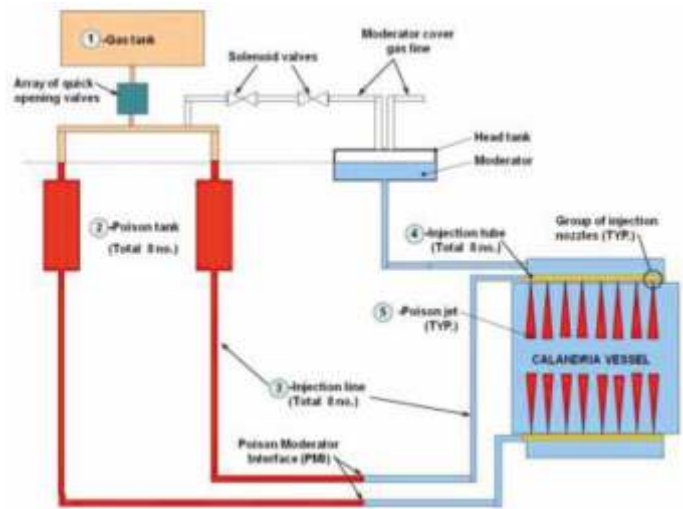 1 -Gas tank
Array of quick
opening valves
Solenoid valves
Moderator cover
gas line
Head tank
Moderator
2 -Poison tank
(Total 8 no.)
4 -Injection tube
(Total 8 no.)
Group of injection
nozzles (TYP.)
5 -Poison jet
(TYP.)
CALANDRIA VESSEL
3 -Injection line
(Total 8 no.)
Poison Moderator
Interface (PMI)